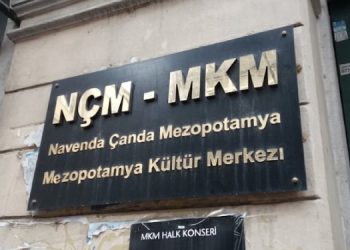 NÇM - MKM
Navenda Çanda Mezopotamya
Mezopotamya Kültür Merkezi
MKM HALK KONSERİ